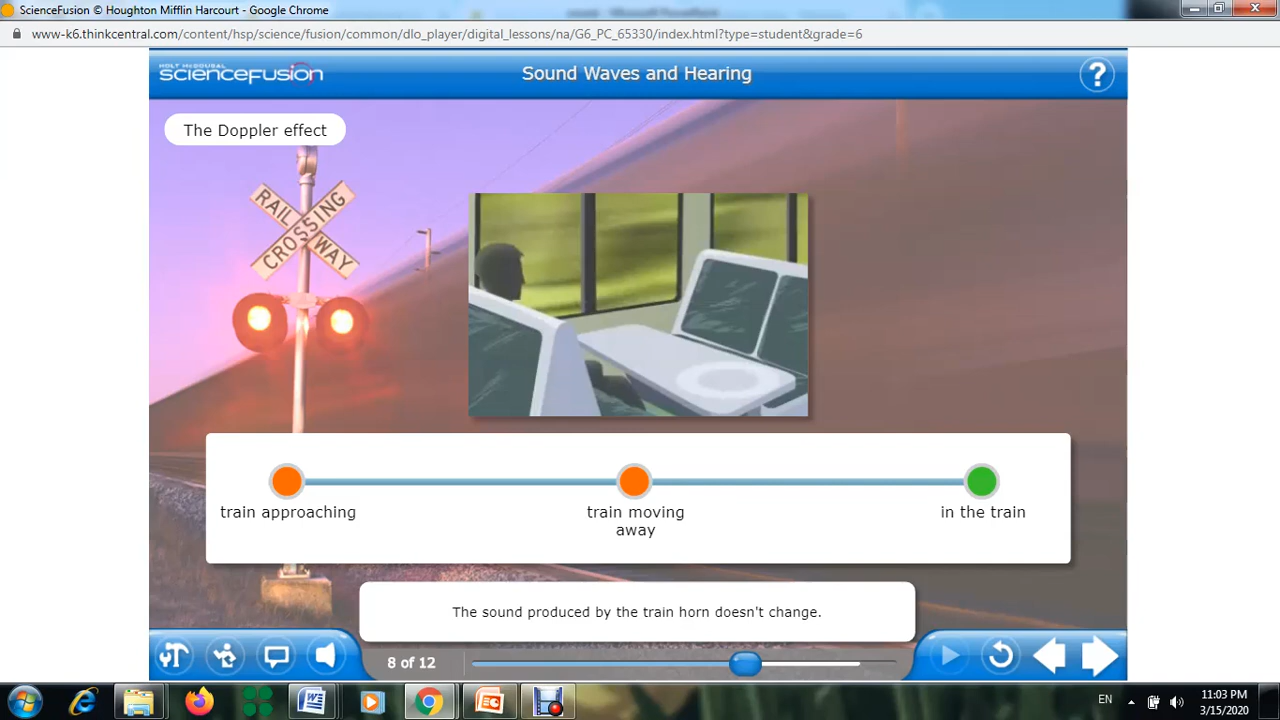 ScienceFusion © Houghton Mifflin Harcourt - Google Chrome
www-k6.thinkcentral.com/content/hsp/science/fusion/common/dlo_player/digital_lessons/na/G6_PC_65330/index.html?type=student&grade=6
HOLT McDOUGAL
scienceFusion
Sound Waves and Hearing
?
The Doppler effect
RAIL CROSSING WAY
train approaching
train moving
away
in the train
The sound produced by the train horn doesn't change.
8 of 12
EN
11:03 PM
3/15/2020